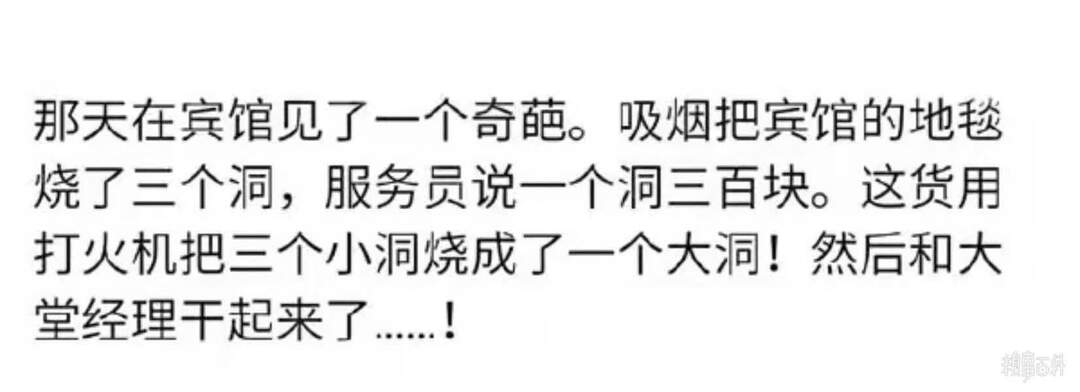 那天在宾馆见了一个奇葩。吸烟把宾馆的地毯
烧了三个洞，服务员说一个洞三百块。这货用
打火机把三个小洞烧成了一个大洞！然后和大
堂经理干起来了......！